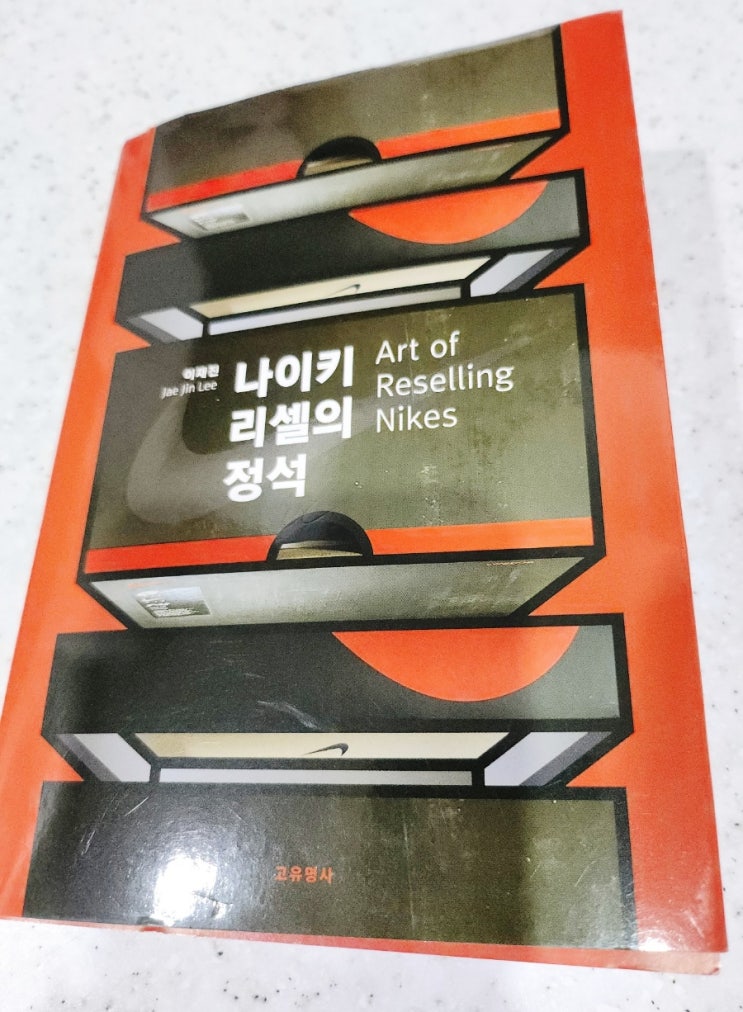 이재진
Jae Jin Lee
나이키
리셀의
정석
Art of
Reselling
Nikes
고유명사